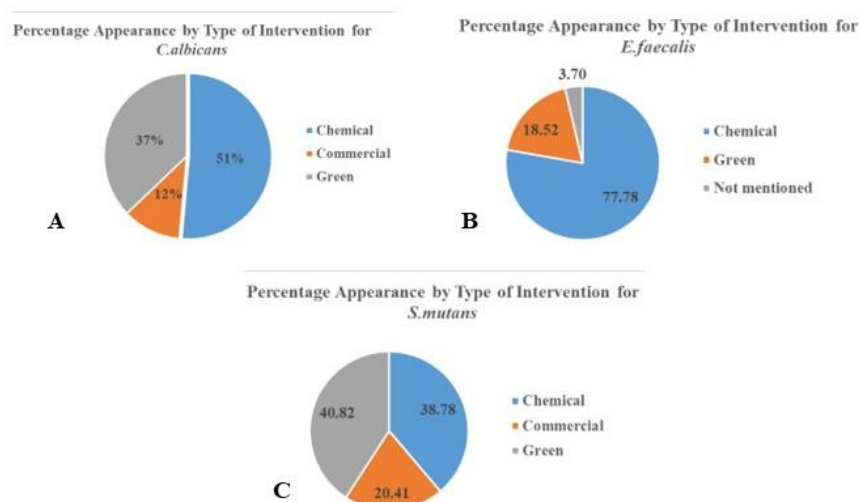 Percentage Appearance by Type of Intervention for
C.albicans
37%
51%
12%
Chemical
Commercial
Green
A
Percentage Appearance by Type of Intervention for
E.faecalis
3.70
18.52
77.78
Chemical
Green
Not mentioned
B
Percentage Appearance by Type of Intervention for
S.mutans
40.82
38.78
20.41
Chemical
Commercial
Green
C